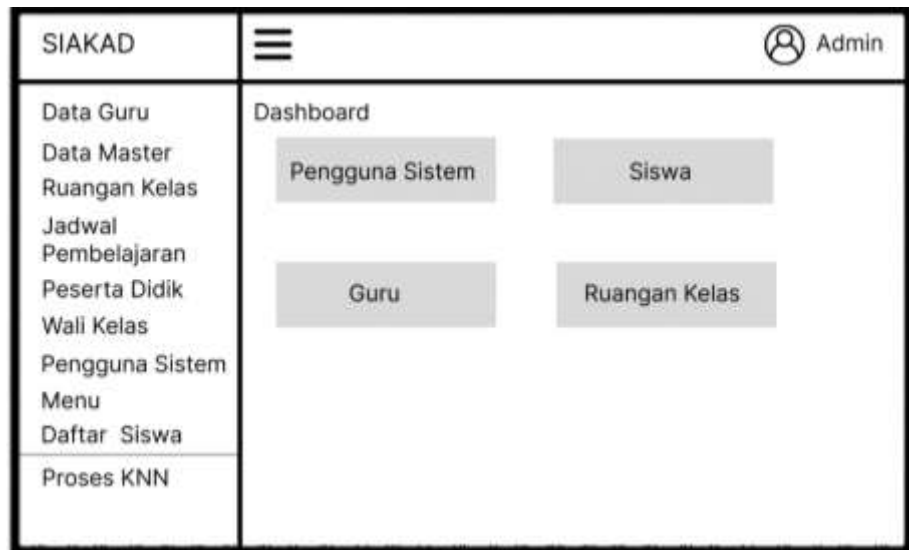 SIAKAD
Admin
Data Guru
Data Master
Ruangan Kelas
Jadwal
Pembelajaran
Peserta Didik
Wali Kelas
Pengguna Sistem
Menu
Daftar Siswa
Proses KNN
Dashboard
Pengguna Sistem
Siswa
Guru
Ruangan Kelas